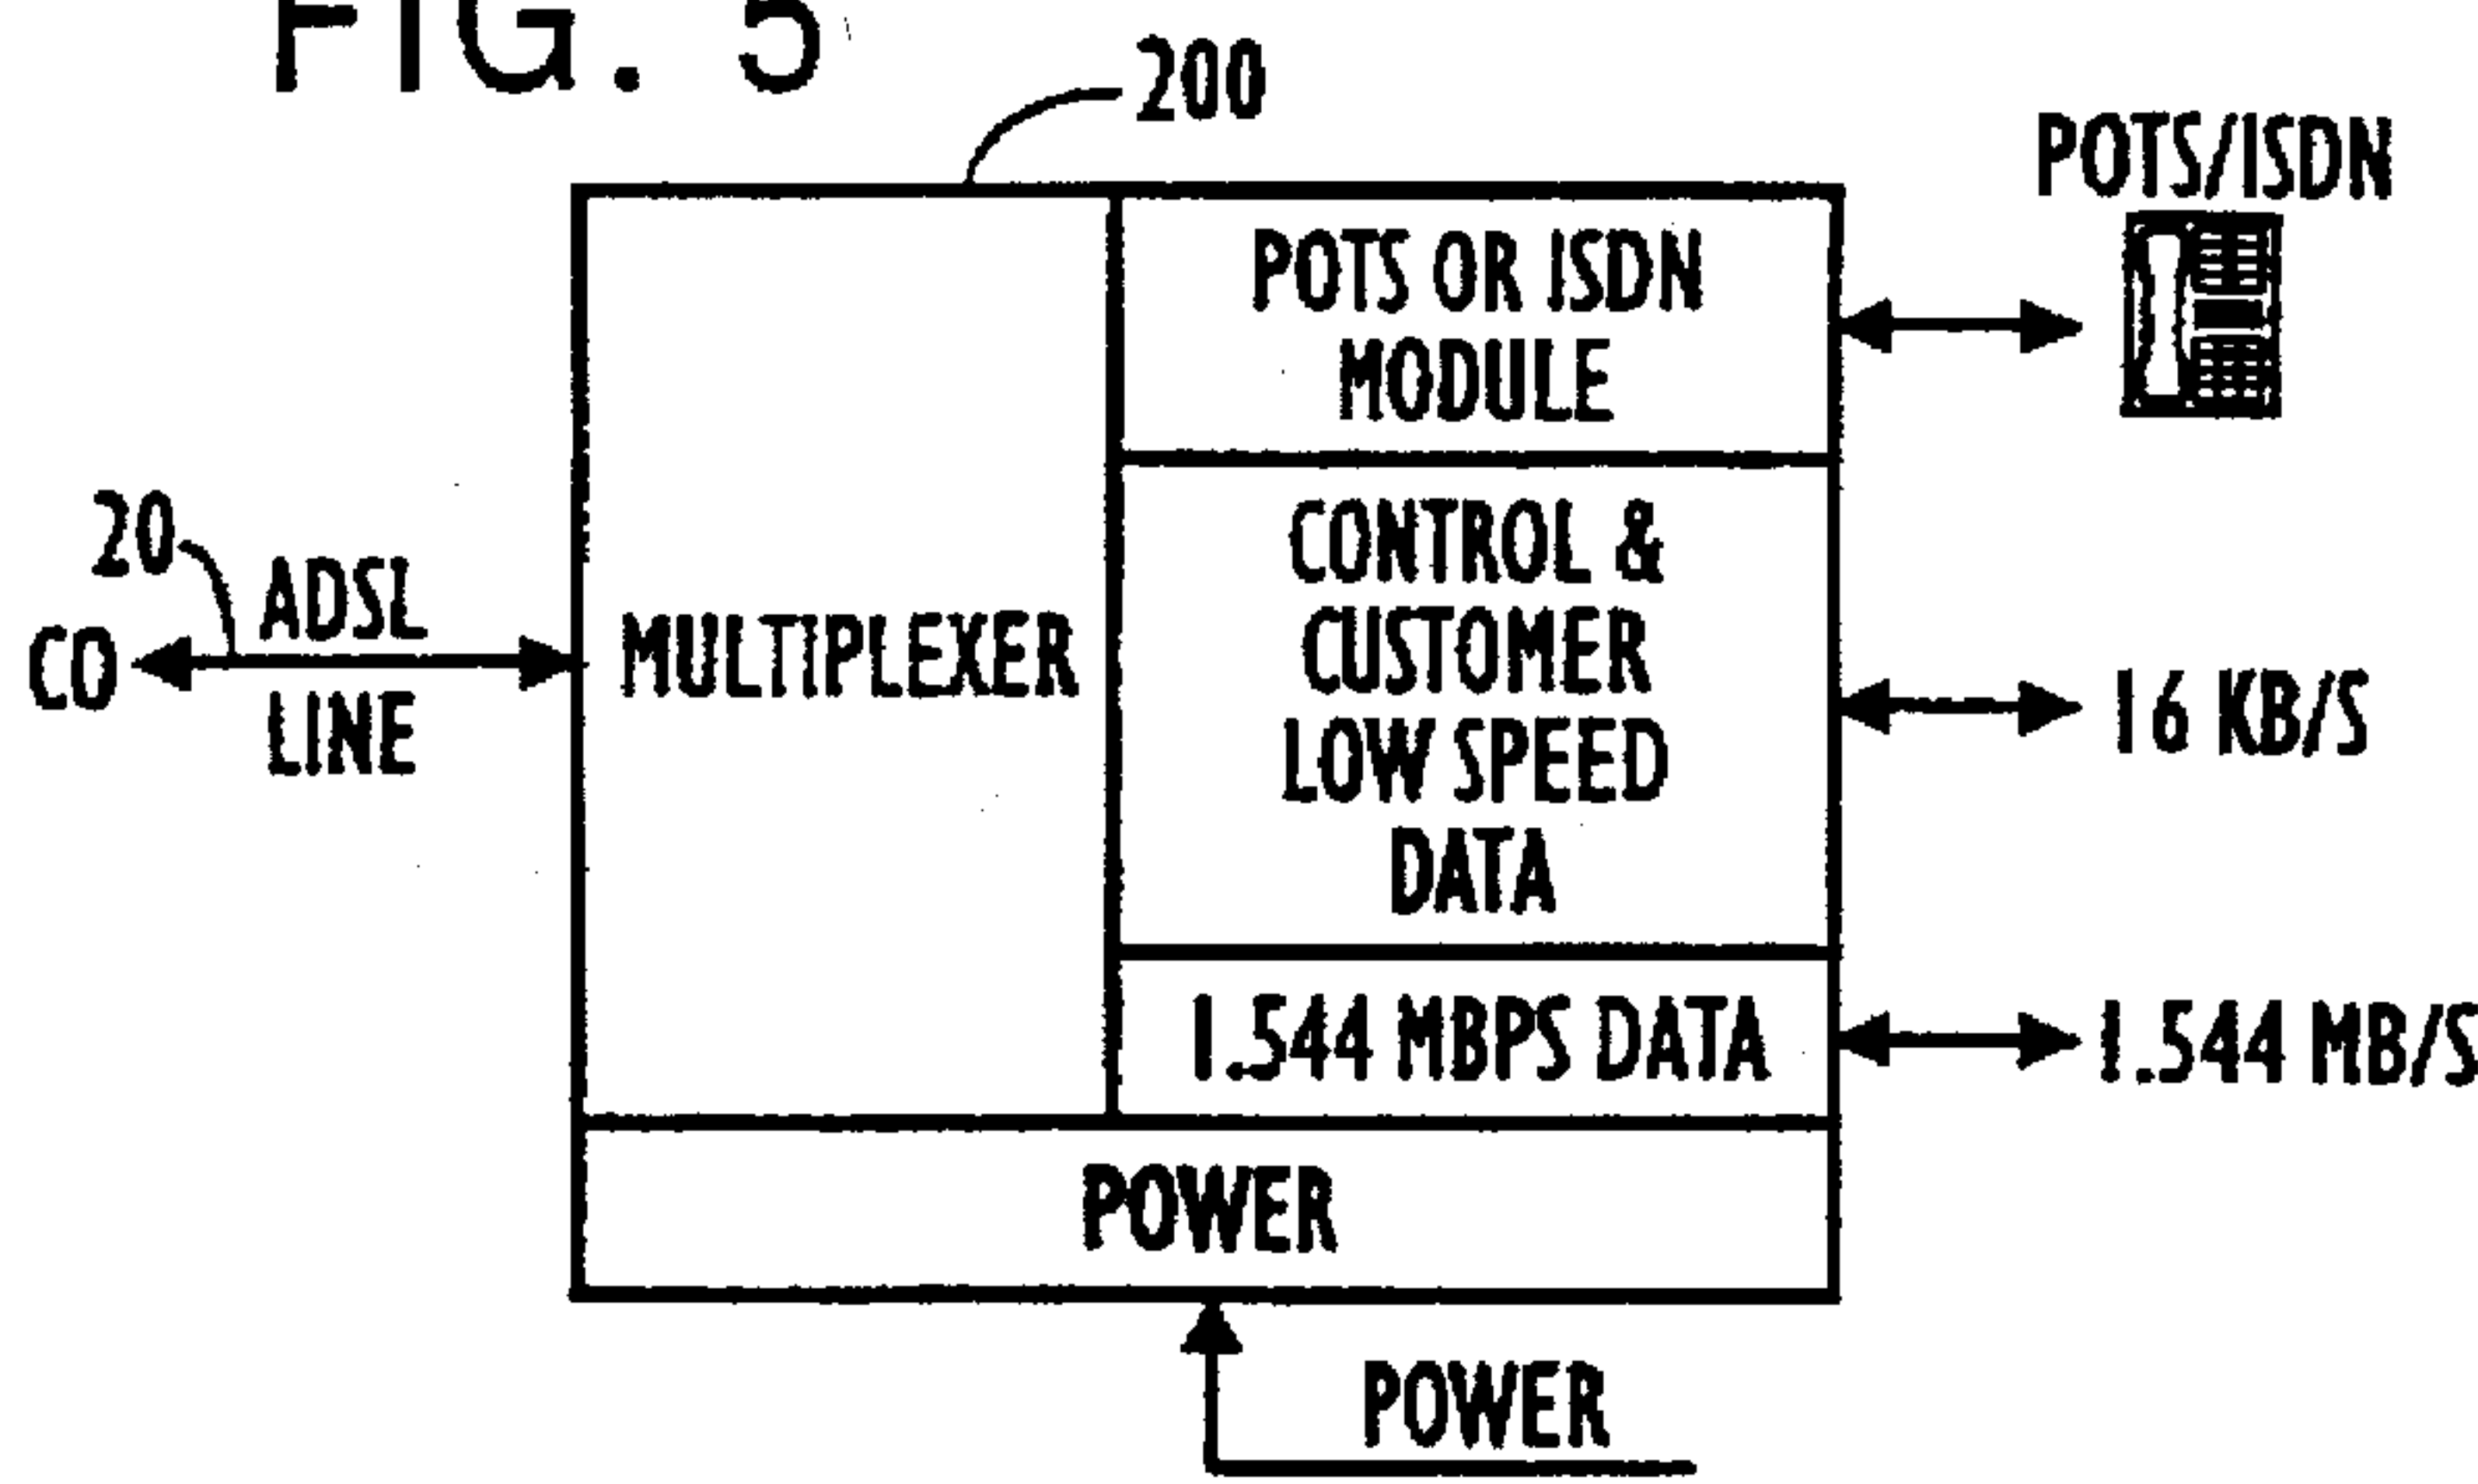 FIG. 5
200
POTS/ISDN
POTS OR ISDN
MODULE
20
ADSL
CO
LINE
MULTIPLEXER
CONTROL &
CUSTOMER
LOW SPEED
DATA
16 KB/S
1.544 MBPS DATA
1.544 MB/S
POWER
POWER